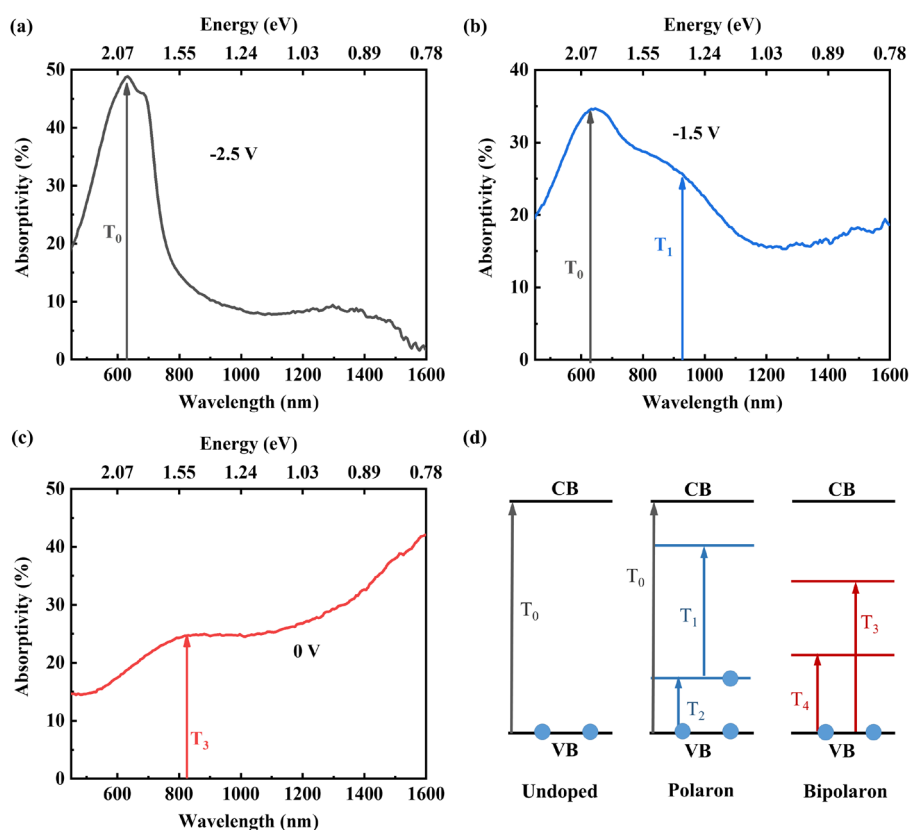 (a)
Energy (eV)
2.07 1.55 1.24 1.03 0.89 0.78
50
40
30
20
10
0
Absorptivity (%)
-2.5 V
T0
600 800 1000 1200 1400 1600
Wavelength (nm)
(b)
Energy (eV)
2.07 1.55 1.24 1.03 0.89 0.78
40
30
20
10
0
Absorptivity (%)
-1.5 V
T0
T1
600 800 1000 1200 1400 1600
Wavelength (nm)
(c)
Energy (eV)
2.07 1.55 1.24 1.03 0.89 0.78
50
40
30
20
10
0
Absorptivity (%)
0 V
T3
600 800 1000 1200 1400 1600
Wavelength (nm)
(d)
CB CB CB
T0
T0
T1
T2
T3
T4
VB VB VB
Undoped Polaron Bipolaron